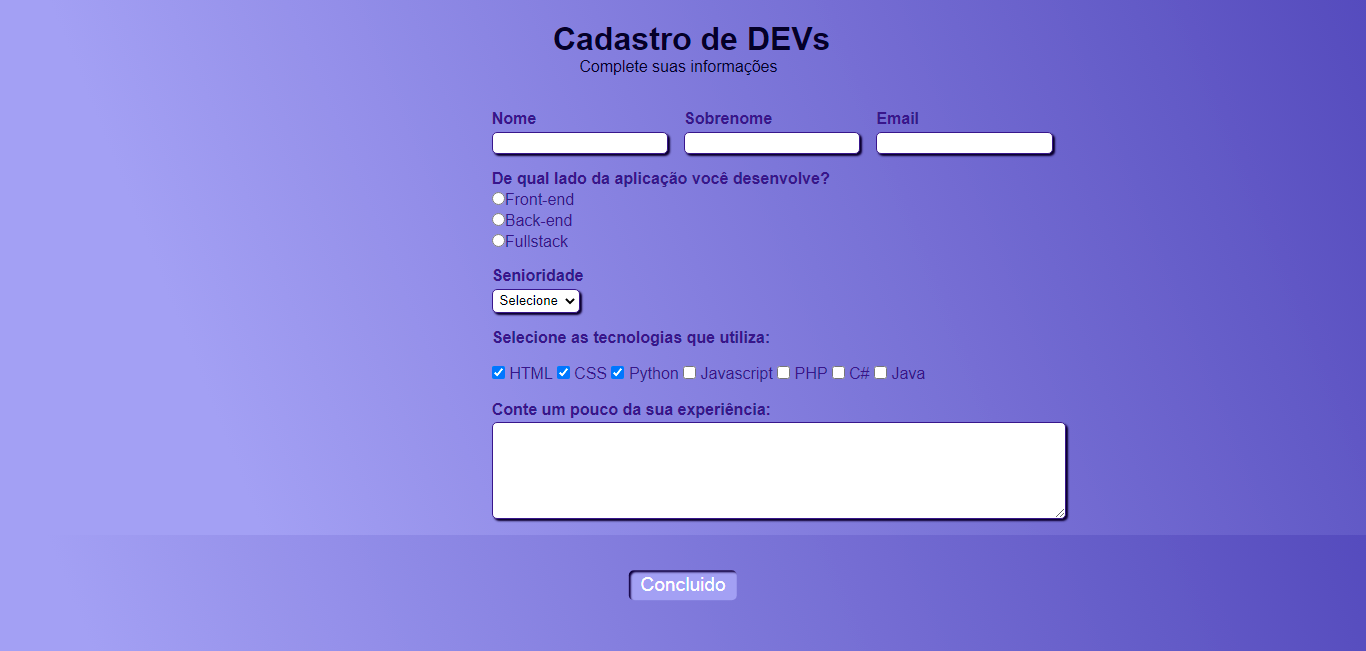 Cadastro de DEVs
Complete suas informações
Nome Sobrenome Email
De qual lado da aplicação você desenvolve?
Front-end
Back-end
Fullstack
Senioridade
Selecione
Selecione as tecnologias que utiliza:
HTML CSS Python Javascript PHP C# Java
Conte um pouco da sua experiência:
Concluido